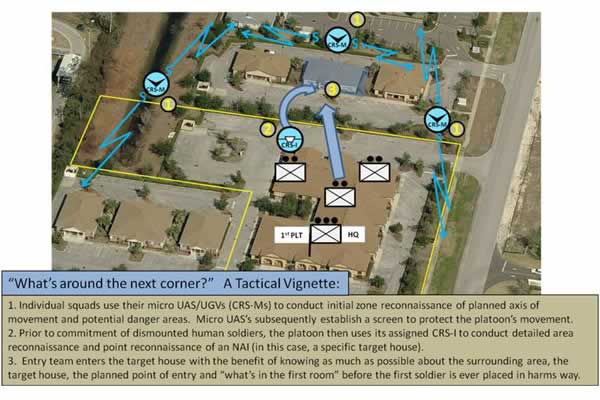 1
S CRS-M S
CRS-M
S
1
3
2
CRS-I
CRS-M
1
1st PLT HQ
“What’s around the next corner?” A Tactical Vignette:
1. Individual squads use their micro UAS/UGVs (CRS-Ms) to conduct initial zone reconnaissance of planned axis of
movement and potential danger areas. Micro UAS’s subsequently establish a screen to protect the platoon’s movement.
2. Prior to commitment of dismounted human soldiers, the platoon then uses its assigned CRS-I to conduct detailed area
reconnaissance and point reconnaissance of an NAI (in this case, a specific target house).
3. Entry team enters the target house with the benefit of knowing as much as possible about the surrounding area, the
target house, the planned point of entry and “what’s in the first room” before the first soldier is ever placed in harms way.